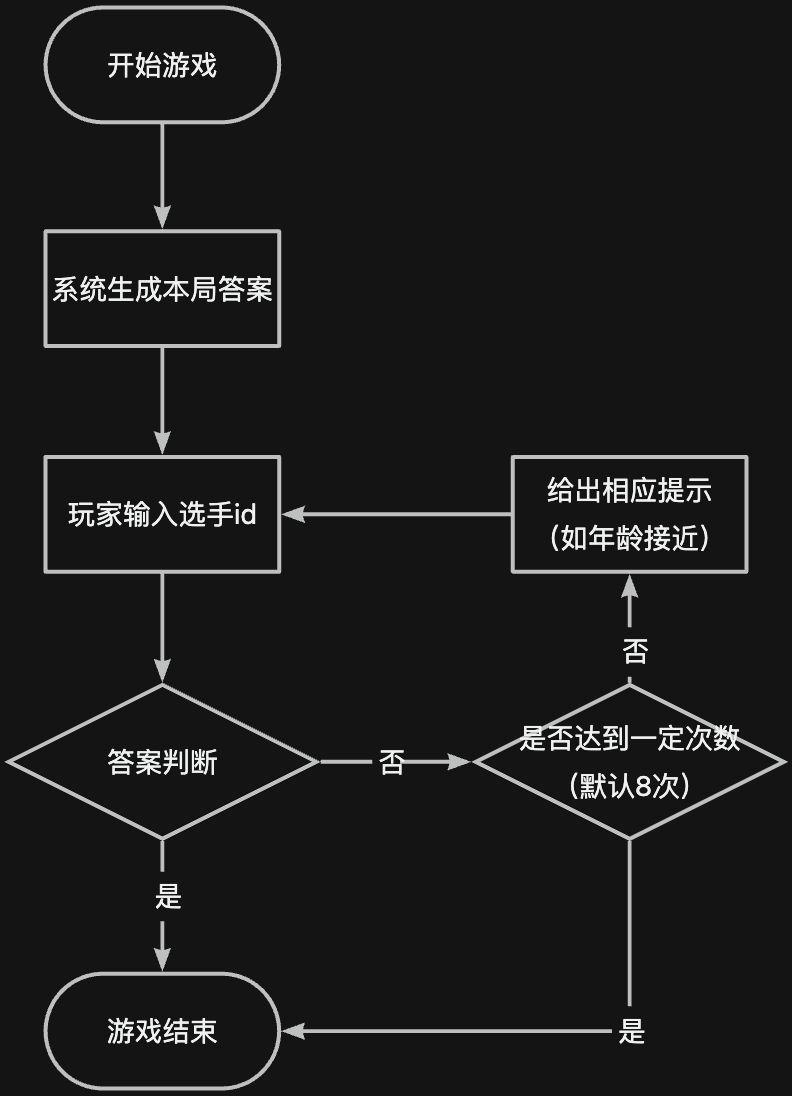 开始游戏
系统生成本局答案
玩家输入选手id
给出相应提示
（如年龄接近）
否
答案判断
否
是否达到一定次数
（默认8次）
是
游戏结束
是